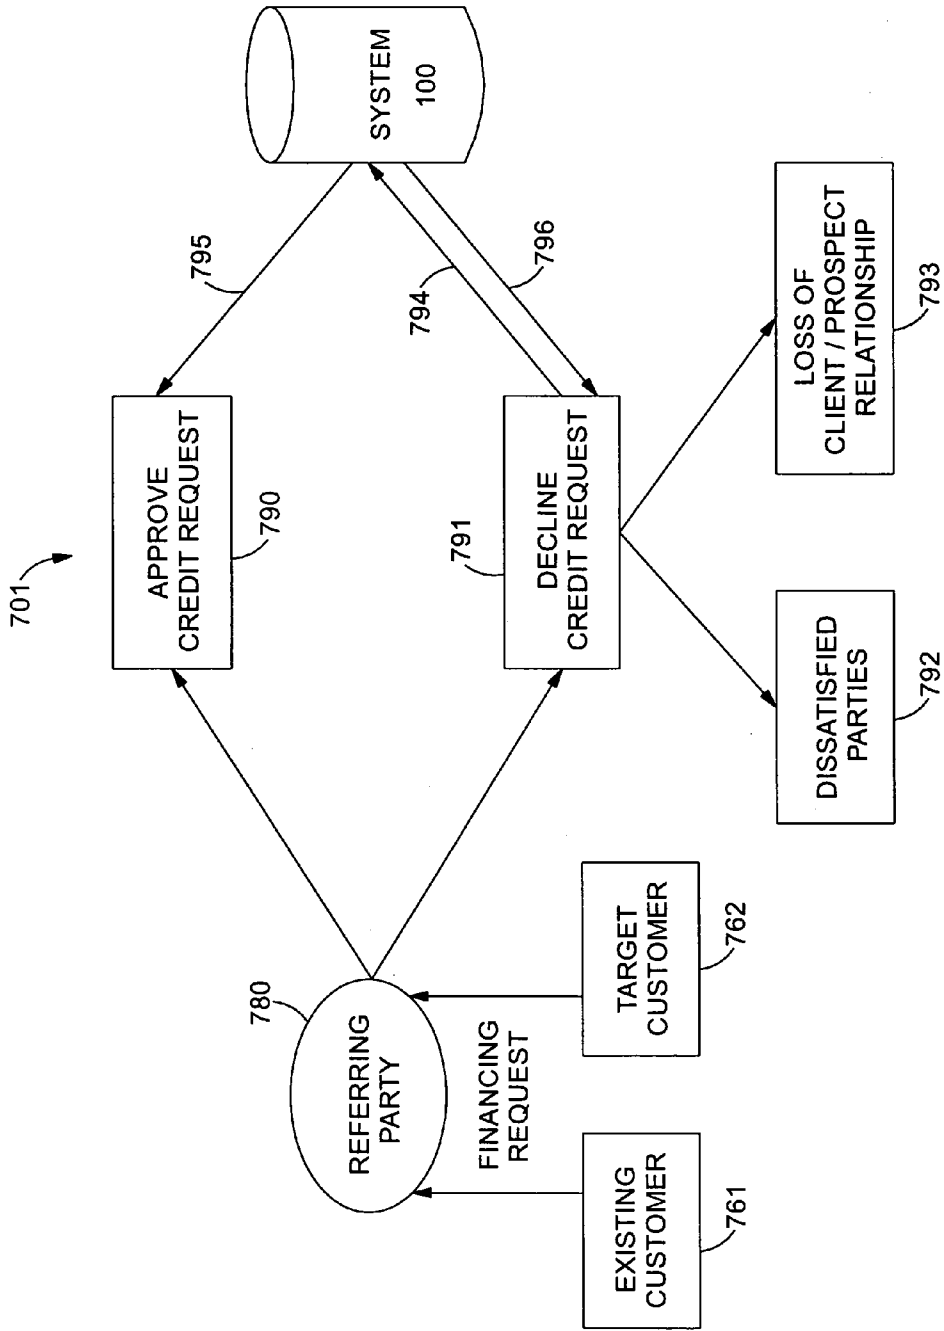 701
APPROVE
CREDIT REQUEST
790
795
SYSTEM
100
794
796
REFERRING
PARTY
780
DECLINE
CREDIT REQUEST
791
FINANCING
REQUEST
EXISTING
CUSTOMER
761
TARGET
CUSTOMER
762
DISSATISFIED
PARTIES
792
LOSS OF
CLIENT / PROSPECT
RELATIONSHIP
793